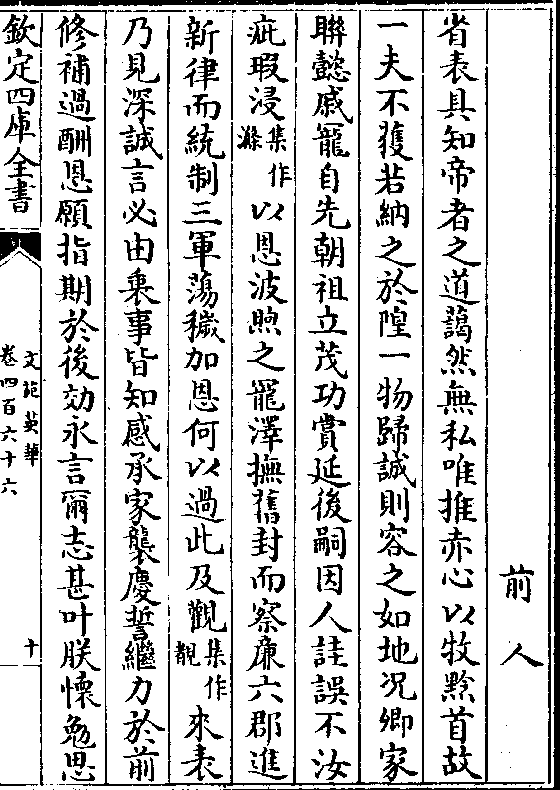 前人
省表具知帝者之道藹然無私唯推赤心以牧黔首故
一夫不獲若納之於隍一物歸誠則容之如地况卿家
聨懿戚寵自先朝祖立茂功賞延後嗣因人詿誤不汝
疵瑕浸集作滌以恩波煦之寵澤撫舊封而察亷六郡進
新律而統制三軍蕩穢加恩何以過此及觀集作覩來表
乃見深誠言必由衷事皆知感承家襲慶誓繼力於前
修補過酬恩願指期於後効永言爾志甚叶朕懷勉思
欽定四庫全書
文苑英華
卷四百六十六
十